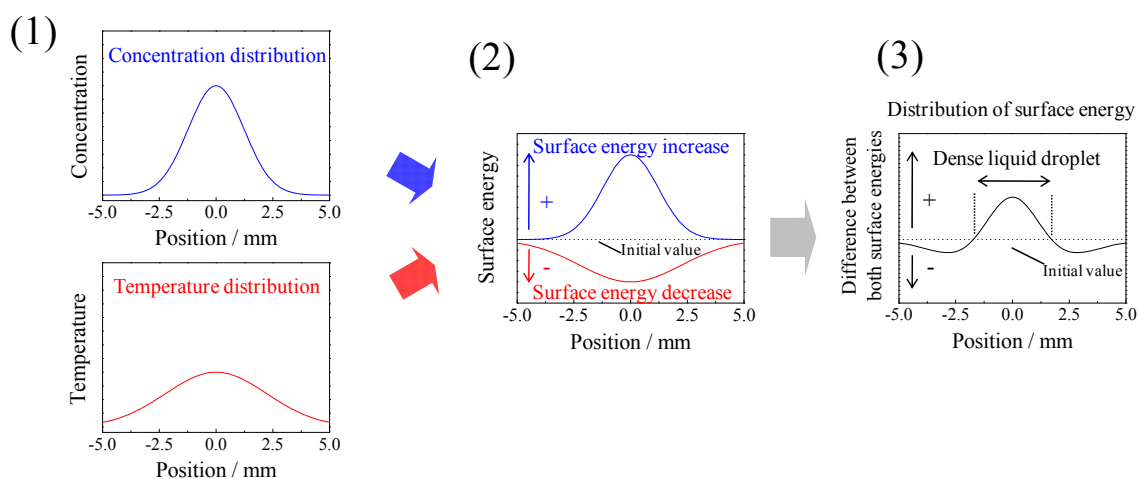 (1)
Concentration distribution
Concentration
-5.0 -2.5 0.0 2.5 5.0
Position / mm
Temperature distribution
Temperature
-5.0 -2.5 0.0 2.5 5.0
Position / mm
(2)
Surface energy increase
+
Initial value
-
Surface energy decrease
Surface energy
-5.0 -2.5 0.0 2.5 5.0
Position / mm
(3)
Distribution of surface energy
Dense liquid droplet
+
Initial value
-
Difference between
both surface energies
-5.0 -2.5 0.0 2.5 5.0
Position / mm